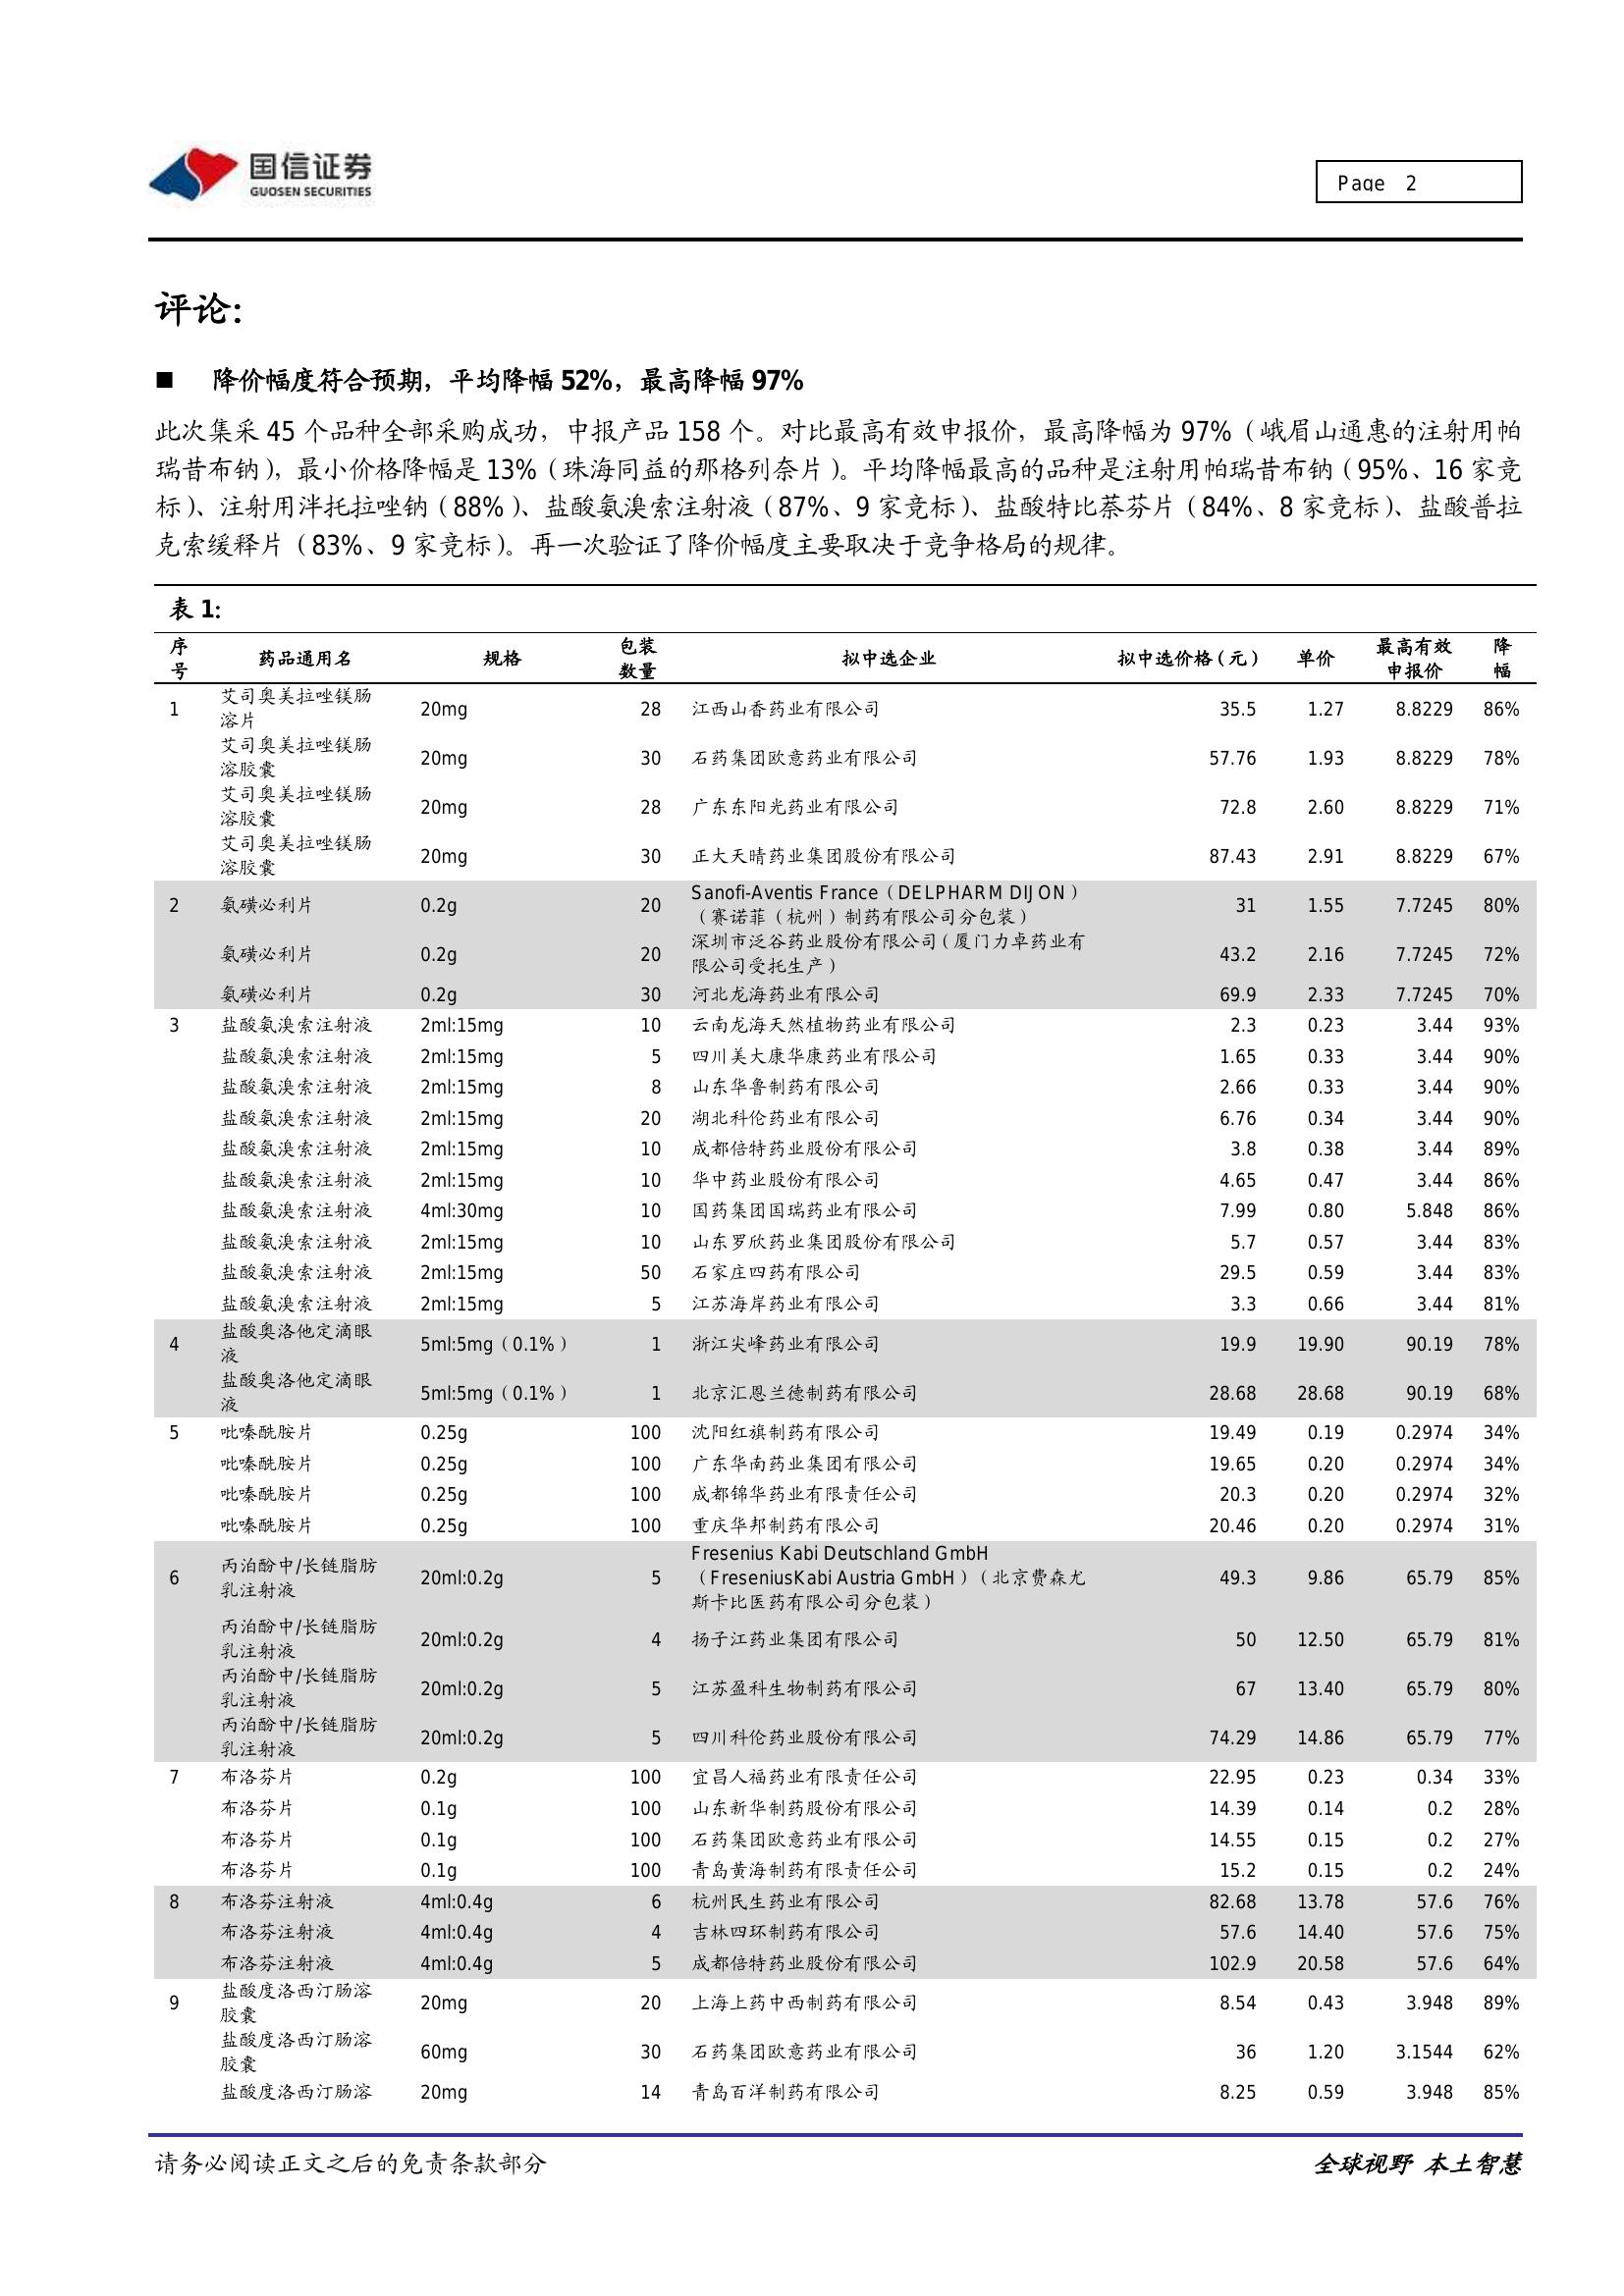 国信证券
GUOSEN SECURITIES
Page 2
评论：
■ 降价幅度符合预期，平均降幅 52%，最高降幅 97%
此次集采 45 个品种全部采购成功，中报产品 158 个。对比最高有效申报价，最高降幅为 97%（峨眉山通惠的注射用帕
瑞昔布钠），最小价格降幅是 13%（珠海同益的那格列奈片）。平均降幅最高的品种是注射用帕瑞昔布钠（95%、16 家竞
标）、注射用泮托拉唑钠（88%）、盐酸氨溴索注射液（87%、9 家竞标）、盐酸特比萘芬片（84%、8 家竞标）、盐酸普拉
克索缓释片（83%、9 家竞标）。再一次验证了降价幅度主要取决于竞争格局的规律。
表 1：
序号 药品通用名 规格 包装数量 拟中选企业 拟中选价格（元） 单价 最高有效申报价 降幅
1 艾司奥美拉唑镁肠溶片 20mg 28 江西山香药业有限公司 35.5 1.27 8.8229 86%
艾司奥美拉唑镁肠溶胶囊 20mg 30 石药集团欧意药业有限公司 57.76 1.93 8.8229 78%
艾司奥美拉唑镁肠溶胶囊 20mg 28 广东东阳光药业有限公司 72.8 2.60 8.8229 71%
艾司奥美拉唑镁肠溶胶囊 20mg 30 正大天晴药业集团股份有限公司 87.43 2.91 8.8229 67%
2 氨磺必利片 0.2g 20 Sanofi-Aventis France（DELPHARM DIJON）（赛诺菲（杭州）制药有限公司分包装） 31 1.55 7.7245 80%
氨磺必利片 0.2g 20 深圳市泛谷药业股份有限公司（厦门力卓药业有限公司受托生产） 43.2 2.16 7.7245 72%
氨磺必利片 0.2g 30 河北龙海药业有限公司 69.9 2.33 7.7245 70%
3 盐酸氨溴索注射液 2ml:15mg 10 云南龙海天然植物药业有限公司 2.3 0.23 3.44 93%
盐酸氨溴索注射液 2ml:15mg 5 四川美大康华康药业有限公司 1.65 0.33 3.44 90%
盐酸氨溴索注射液 2ml:15mg 8 山东华鲁制药有限公司 2.66 0.33 3.44 90%
盐酸氨溴索注射液 2ml:15mg 20 湖北科伦药业有限公司 6.76 0.34 3.44 90%
盐酸氨溴索注射液 2ml:15mg 10 成都倍特药业股份有限公司 3.8 0.38 3.44 89%
盐酸氨溴索注射液 2ml:15mg 10 华中药业股份有限公司 4.65 0.47 3.44 86%
盐酸氨溴索注射液 4ml:30mg 10 国药集团国瑞药业有限公司 7.99 0.80 5.848 86%
盐酸氨溴索注射液 2ml:15mg 10 山东罗欣药业集团股份有限公司 5.7 0.57 3.44 83%
盐酸氨溴索注射液 2ml:15mg 50 石家庄四药有限公司 29.5 0.59 3.44 83%
盐酸氨溴索注射液 2ml:15mg 5 江苏海岸药业有限公司 3.3 0.66 3.44 81%
4 盐酸奥洛他定滴眼液 5ml:5mg（0.1%） 1 浙江尖峰药业有限公司 19.9 19.90 90.19 78%
盐酸奥洛他定滴眼液 5ml:5mg（0.1%） 1 北京汇恩兰德制药有限公司 28.68 28.68 90.19 68%
5 吡嗪酰胺片 0.25g 100 沈阳红旗制药有限公司 19.49 0.19 0.2974 34%
吡嗪酰胺片 0.25g 100 广东华南药业集团有限公司 19.65 0.20 0.2974 34%
吡嗪酰胺片 0.25g 100 成都锦华药业有限责任公司 20.3 0.20 0.2974 32%
吡嗪酰胺片 0.25g 100 重庆华邦制药有限公司 20.46 0.20 0.2974 31%
6 丙泊酚中/长链脂肪乳注射液 20ml:0.2g 5 Fresenius Kabi Deutschland GmbH（FreseniusKabi Austria GmbH）（北京费森尤斯卡比医药有限公司分包装） 49.3 9.86 65.79 85%
丙泊酚中/长链脂肪乳注射液 20ml:0.2g 4 扬子江药业集团有限公司 50 12.50 65.79 81%
丙泊酚中/长链脂肪乳注射液 20ml:0.2g 5 江苏盈科生物制药有限公司 67 13.40 65.79 80%
丙泊酚中/长链脂肪乳注射液 20ml:0.2g 5 四川科伦药业股份有限公司 74.29 14.86 65.79 77%
7 布洛芬片 0.2g 100 宜昌人福药业有限责任公司 22.95 0.23 0.34 33%
布洛芬片 0.1g 100 山东新华制药股份有限公司 14.39 0.14 0.2 28%
布洛芬片 0.1g 100 石药集团欧意药业有限公司 14.55 0.15 0.2 27%
布洛芬片 0.1g 100 青岛黄海制药有限责任公司 15.2 0.15 0.2 24%
8 布洛芬注射液 4ml:0.4g 6 杭州民生药业有限公司 82.68 13.78 57.6 76%
布洛芬注射液 4ml:0.4g 4 吉林四环制药有限公司 57.6 14.40 57.6 75%
布洛芬注射液 4ml:0.4g 5 成都倍特药业股份有限公司 102.9 20.58 57.6 64%
9 盐酸度洛西汀肠溶胶囊 20mg 20 上海上药中西制药有限公司 8.54 0.43 3.948 89%
盐酸度洛西汀肠溶胶囊 60mg 30 石药集团欧意药业有限公司 36 1.20 3.1544 62%
盐酸度洛西汀肠溶 20mg 14 青岛百洋制药有限公司 8.25 0.59 3.948 85%
请务必阅读正文之后的免责条款部分
全球视野 本土智慧